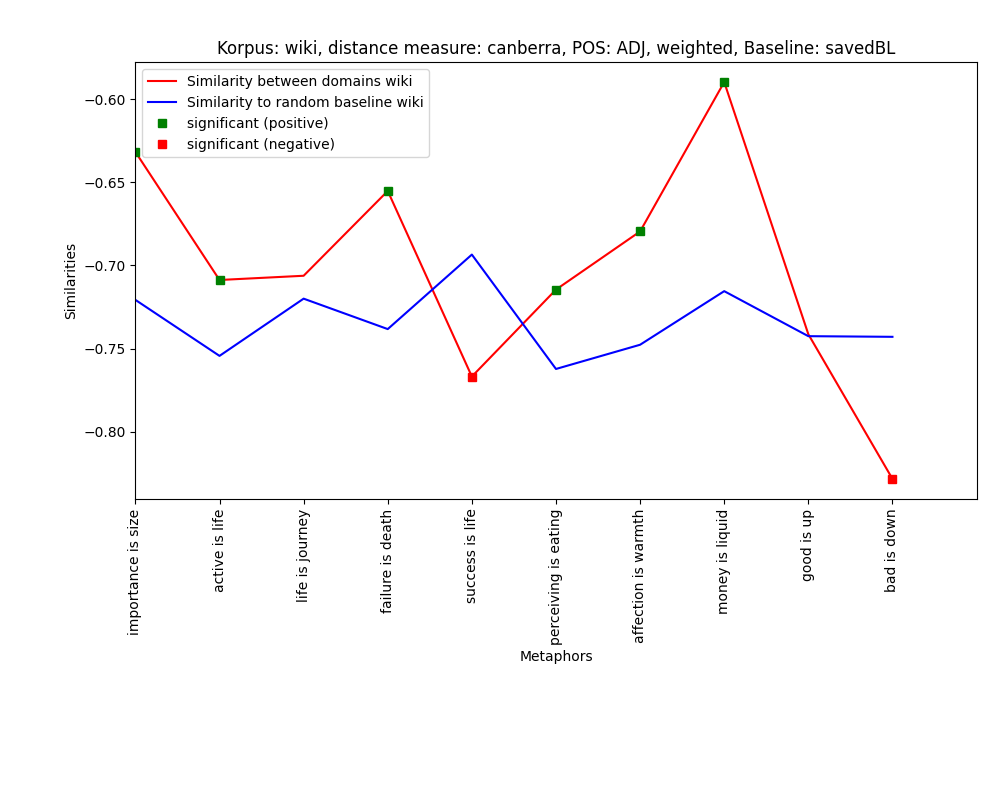 Korpus: wiki, distance measure: canberra, POS: ADJ, weighted, Baseline: savedBL
Similarity between domains wiki
Similarity to random baseline wiki
significant (positive)
significant (negative)
−0.60
−0.65
−0.70
−0.75
−0.80
Similarities
importance is size
active is life
life is journey
failure is death
success is life
perceiving is eating
affection is warmth
money is liquid
good is up
bad is down
Metaphors